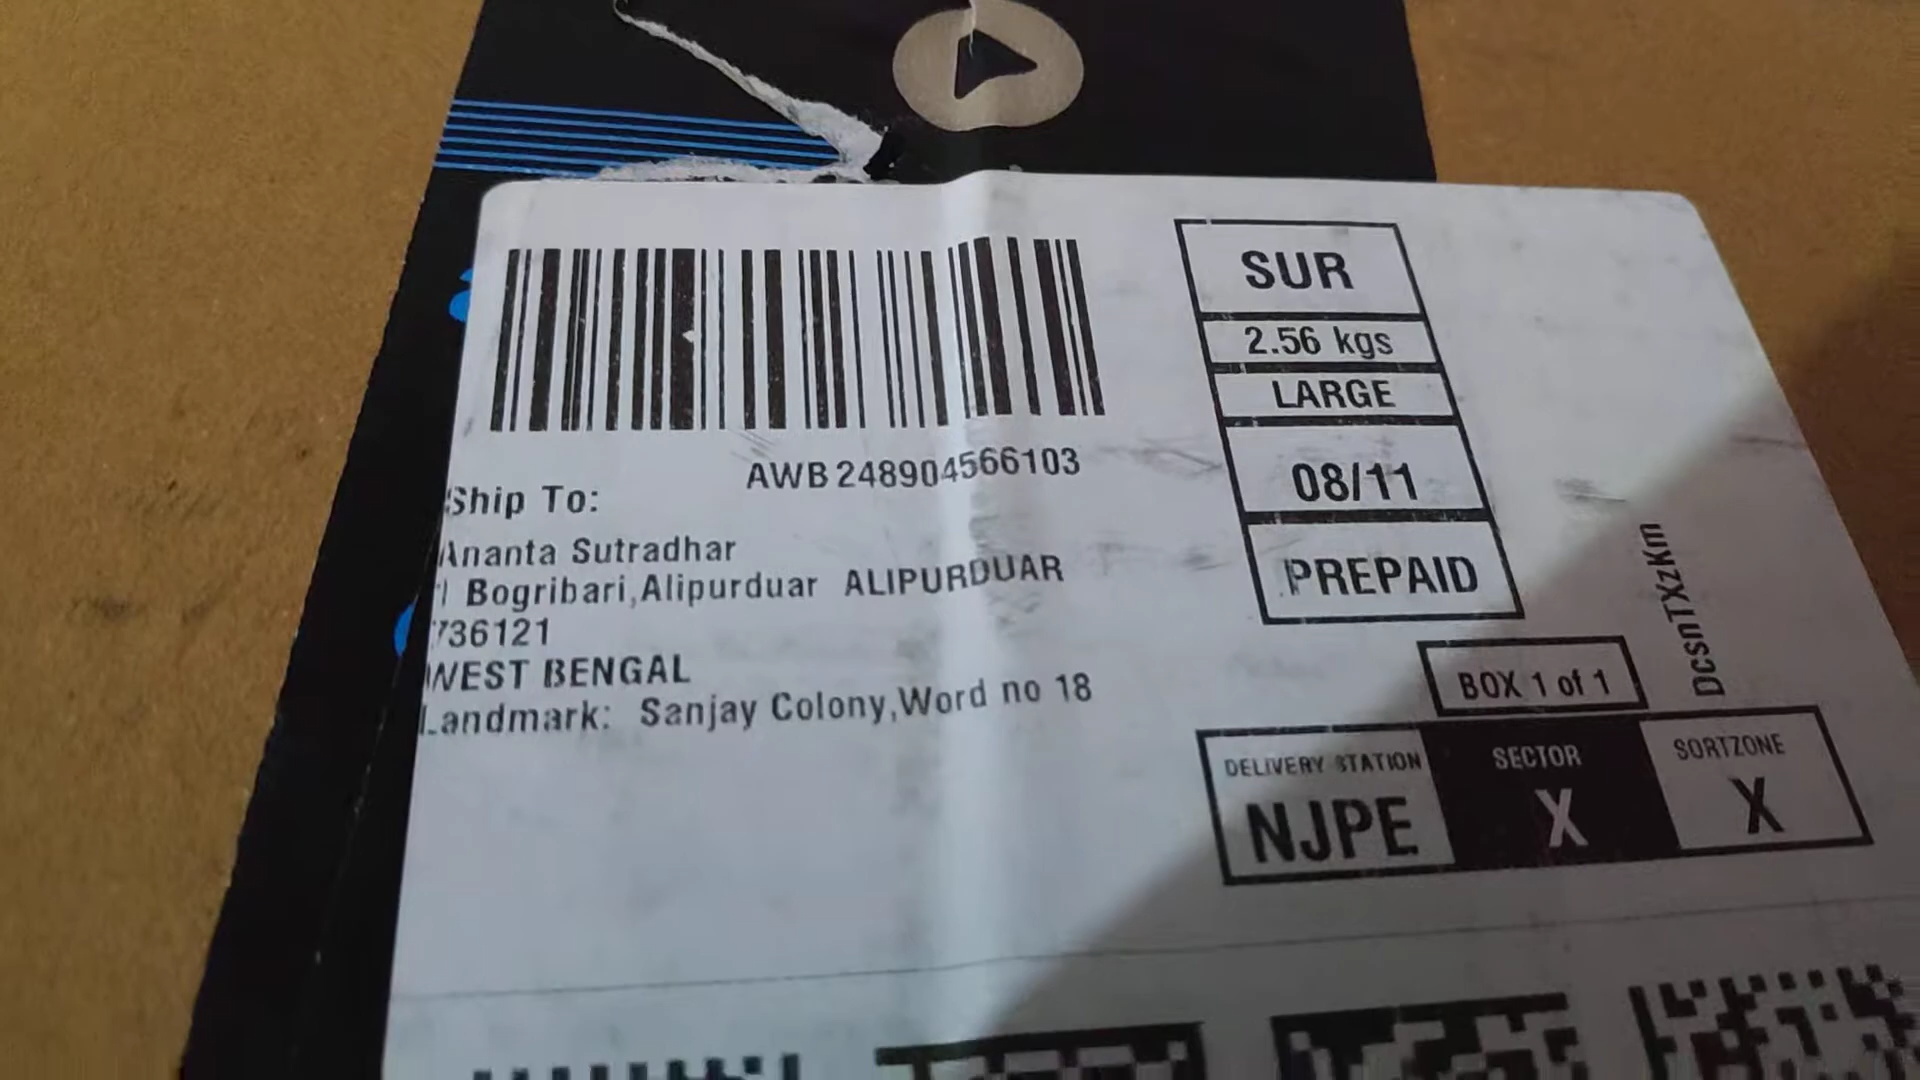 SUR
2.56 kgs
LARGE
08/11
PREPAID
AWB 248904566103
Ship To:
Ananta Sutradhar
Bogribari,Alipurduar ALIPURDUAR
736121
WEST BENGAL
Landmark: Sanjay Colony,Word no 18
DcsnTXzKm
BOX 1 of 1
DELIVERY STATION SECTOR SORTZONE
NJPE X X